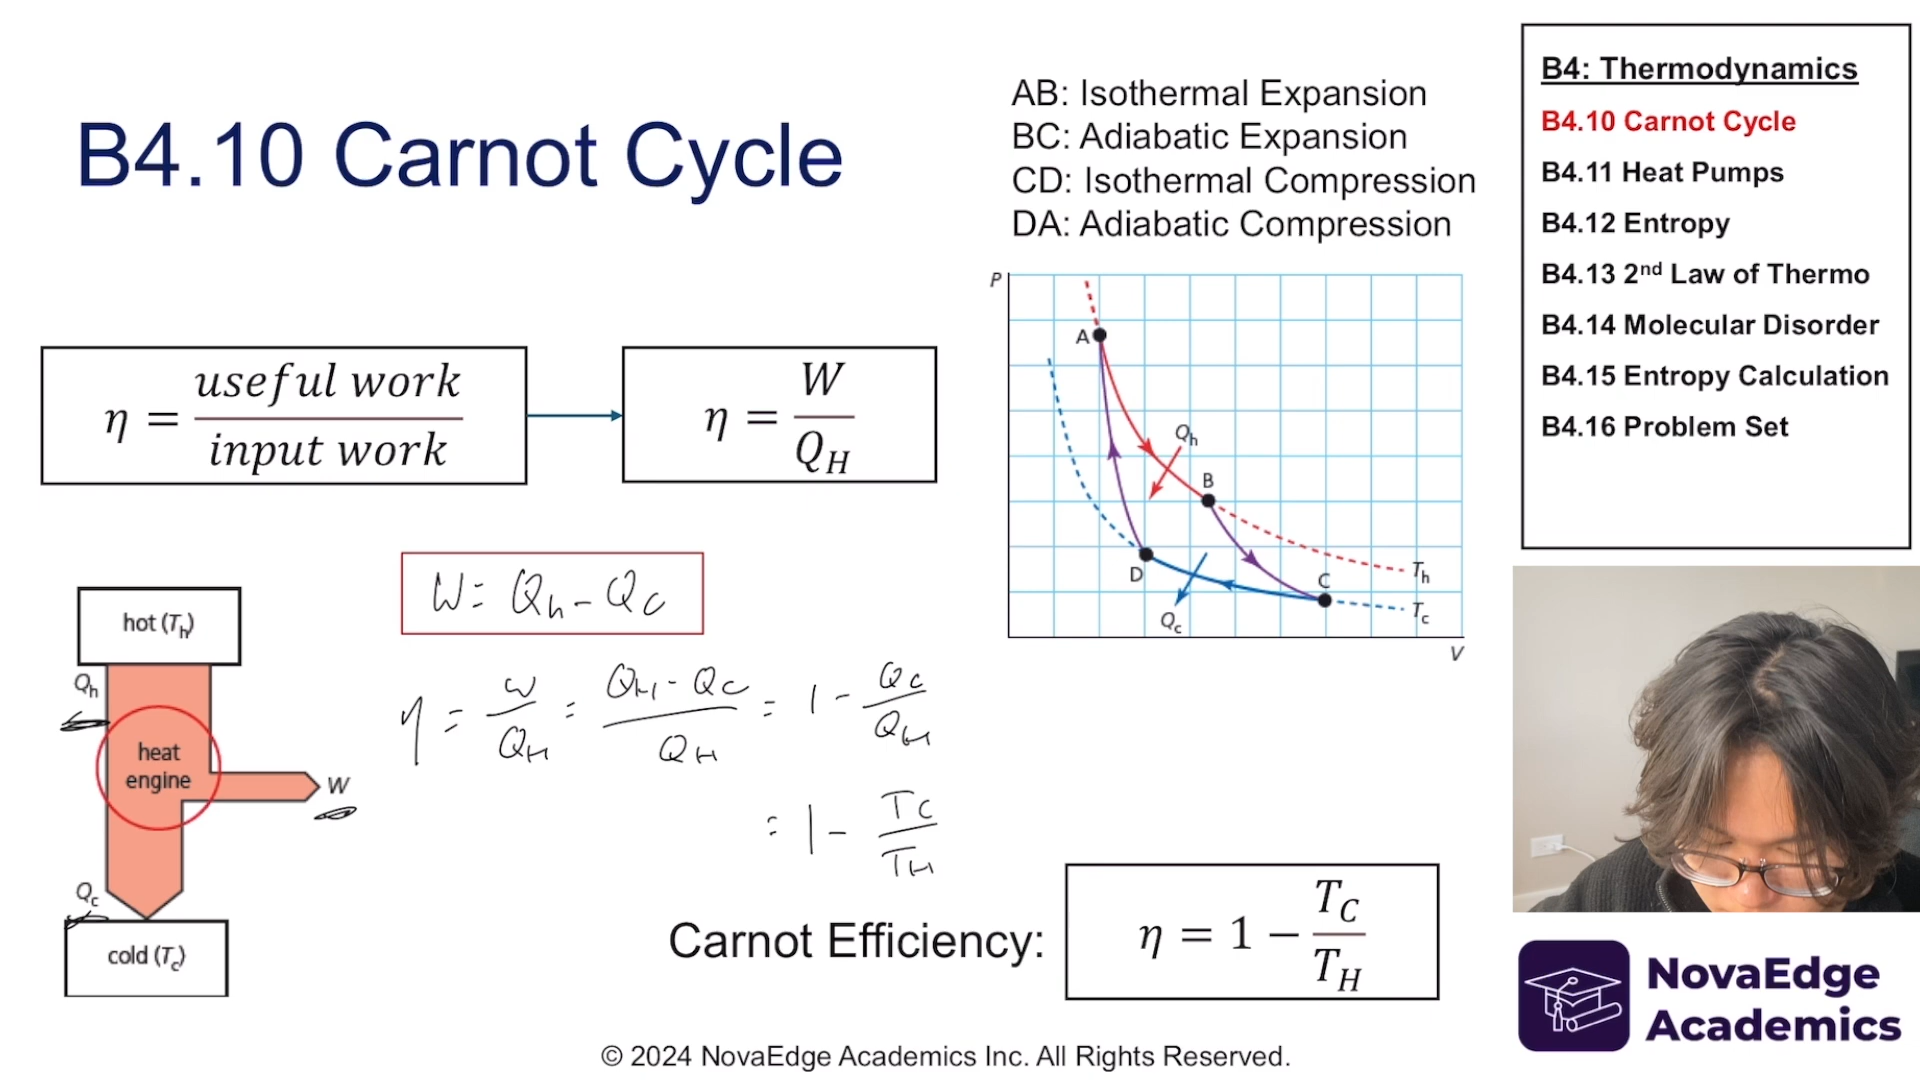 B4.10 Carnot Cycle
AB: Isothermal Expansion
BC: Adiabatic Expansion
CD: Isothermal Compression
DA: Adiabatic Compression
B4: Thermodynamics
B4.10 Carnot Cycle
B4.11 Heat Pumps
B4.12 Entropy
B4.13 2nd Law of Thermo
B4.14 Molecular Disorder
B4.15 Entropy Calculation
B4.16 Problem Set
η = useful work / input work
η = W / Q_H
W = Q_h - Q_c
η = W / Q_H = Q_H - Q_C / Q_H = 1 - Q_C / Q_H
= 1 - T_C / T_H
hot (T_h)
Q_h
heat
engine
W
Q_c
cold (T_c)
P
A
Q_h
B
D
C
T_h
T_c
Q_c
V
Carnot Efficiency:
η = 1 − T_C / T_H
NovaEdge
Academics
© 2024 NovaEdge Academics Inc. All Rights Reserved.